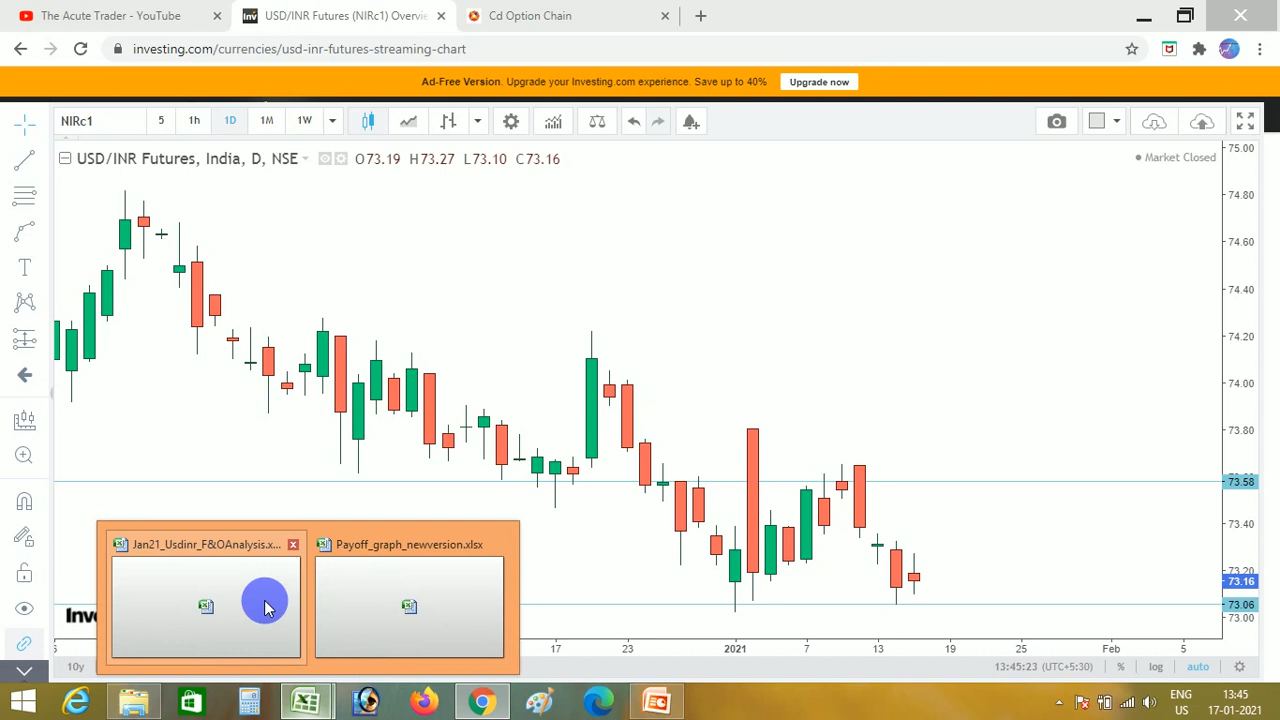 The Acute Trader - YouTube
USD/INR Futures (NIRc1) Overvie
Cd Option Chain
investing.com/currencies/usd-inr-futures-streaming-chart
Ad-Free Version. Upgrade your Investing.com experience. Save up to 40%
Upgrade now
NIRc1
5
1h
1D
1M
1W
USD/INR Futures, India, D, NSE
O73.19 H73.27 L73.10 C73.16
Market Closed
75.00
74.80
74.60
74.40
74.20
74.00
73.80
73.58
73.40
73.20
73.16
73.06
73.00
Jan21_Usdinr_F&OAnalysis.x...
Payoff_graph_newversion.xlsx
Inv
17
23
2021
7
13
19
25
Feb
5
10y
13:45:23 (UTC+5:30)
%
log
auto
ENG
US
13:45
17-01-2021